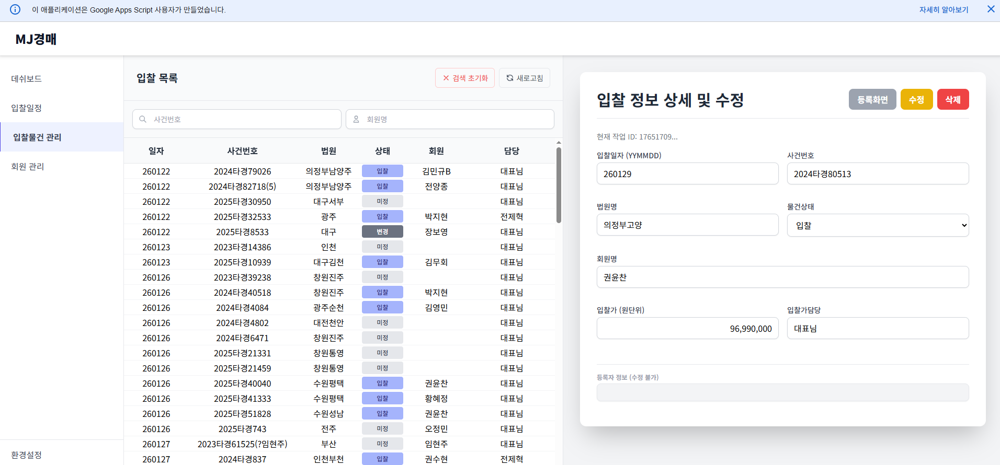 이 애플리케이션은 Google Apps Script 사용자가 만들었습니다.
자세히 알아보기
MJ경매
데쉬보드
입찰일정
입찰물건 관리
회원 관리
환경설정
입찰 목록
검색 초기화
새로고침
사건번호
회원명
일자 사건번호 법원 상태 회원 담당
260122 2024타경79026 의정부남양주 입찰 김민규B 대표님
260122 2024타경82718(5) 의정부남양주 입찰 전양종 대표님
260122 2025타경30950 대구서부 미정 대표님
260122 2025타경32533 광주 입찰 박지현 전제혁
260122 2025타경8533 대구 변경 장보영 대표님
260123 2023타경14386 인천 미정 대표님
260123 2025타경10939 대구김천 입찰 김무회 대표님
260126 2023타경39238 창원진주 미정 대표님
260126 2024타경40518 창원진주 입찰 박지현 대표님
260126 2024타경4084 광주순천 입찰 김영민 대표님
260126 2024타경4802 대전천안 미정 대표님
260126 2024타경6471 창원진주 미정 대표님
260126 2025타경21331 창원통영 미정 대표님
260126 2025타경21459 창원통영 미정 대표님
260126 2025타경40040 수원평택 입찰 권윤찬 대표님
260126 2025타경41333 수원평택 입찰 황혜정 대표님
260126 2025타경51828 수원성남 입찰 권윤찬 대표님
260126 2025타경743 전주 미정 오정민 대표님
260127 2023타경61525(?임현주) 부산 미정 임현주 대표님
260127 2024타경837 인천부천 입찰 권수현 전제혁
입찰 정보 상세 및 수정
등록화면
수정
삭제
현재 작업 ID: 17651709...
입찰일자 (YYMMDD) 사건번호
260129 2024타경80513
법원명 물건상태
의정부고양 입찰
회원명
권윤찬
입찰가 (원단위) 입찰가담당
96,990,000 대표님
등록자 정보 (수정 불가)